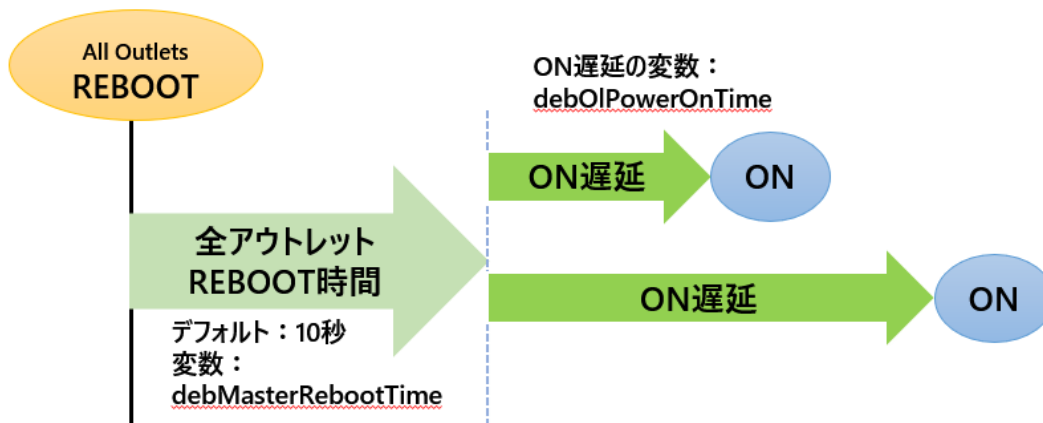 All Outlets
REBOOT
ON遅延の変数：
debOlPowerOnTime
ON遅延
ON
全アウトレット
REBOOT時間
ON遅延
ON
デフォルト：10秒
変数：
debMasterRebootTime